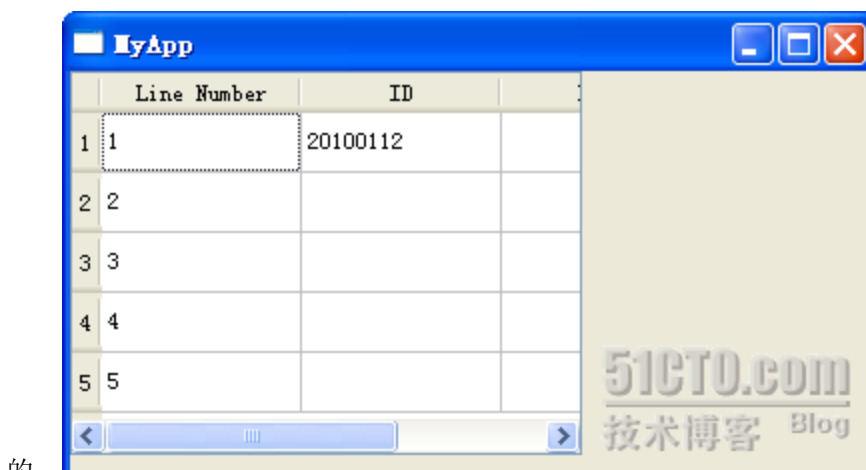 MyApp
Line Number ID
1 1 20100112
2 2
3 3
4 4
5 5
51CTO.com
技术博客 Blog
的